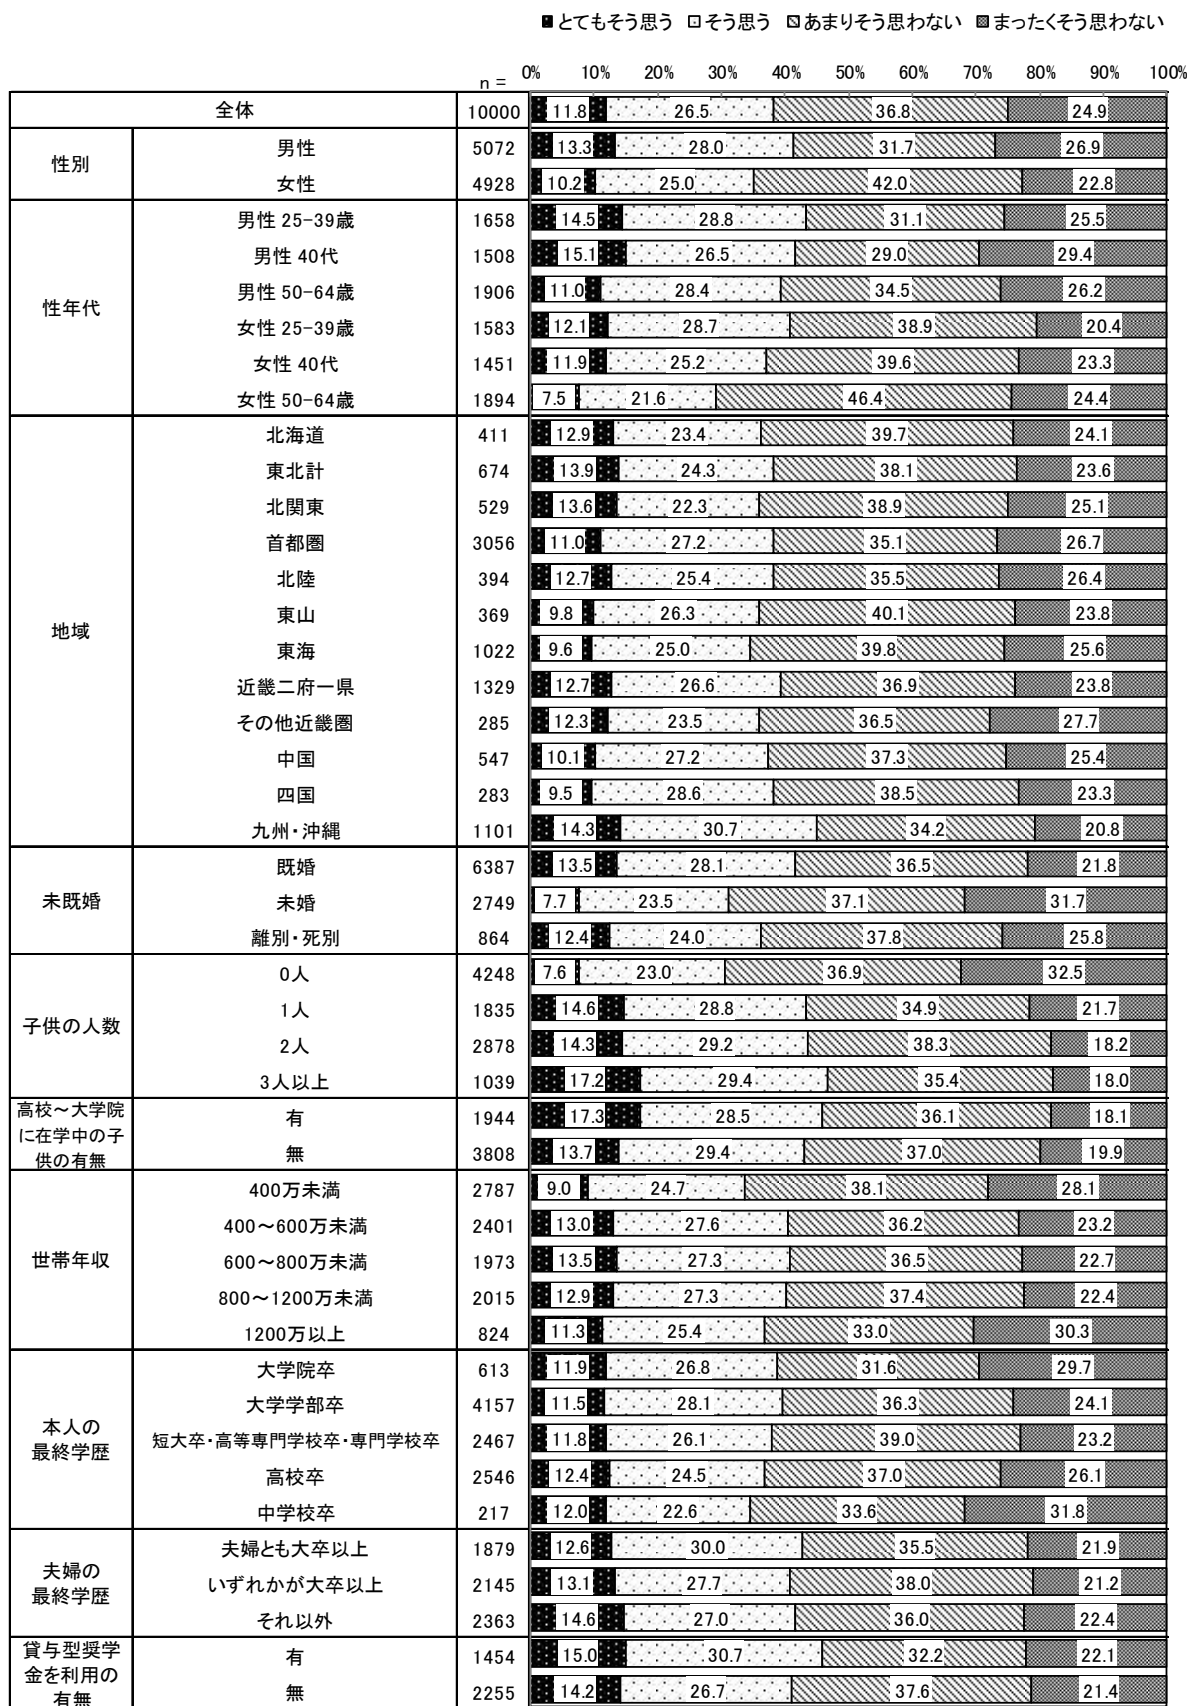 とてもそう思う そう思う あまりそう思わない まったくそう思わない
n = 0% 10% 20% 30% 40% 50% 60% 70% 80% 90% 100%
全体 10000 11.8 26.5 36.8 24.9
性別
男性 5072 13.3 28.0 31.7 26.9
女性 4928 10.2 25.0 42.0 22.8
性年代
男性 25-39歳 1658 14.5 28.8 31.1 25.5
男性 40代 1508 15.1 26.5 29.0 29.4
男性 50-64歳 1906 11.0 28.4 34.5 26.2
女性 25-39歳 1583 12.1 28.7 38.9 20.4
女性 40代 1451 11.9 25.2 39.6 23.3
女性 50-64歳 1894 7.5 21.6 46.4 24.4
地域
北海道 411 12.9 23.4 39.7 24.1
東北計 674 13.9 24.3 38.1 23.6
北関東 529 13.6 22.3 38.9 25.1
首都圏 3056 11.0 27.2 35.1 26.7
北陸 394 12.7 25.4 35.5 26.4
東山 369 9.8 26.3 40.1 23.8
東海 1022 9.6 25.0 39.8 25.6
近畿二府一県 1329 12.7 26.6 36.9 23.8
その他近畿圏 285 12.3 23.5 36.5 27.7
中国 547 10.1 27.2 37.3 25.4
四国 283 9.5 28.6 38.5 23.3
九州・沖縄 1101 14.3 30.7 34.2 20.8
未既婚
既婚 6387 13.5 28.1 36.5 21.8
未婚 2749 7.7 23.5 37.1 31.7
離別・死別 864 12.4 24.0 37.8 25.8
子供の人数
0人 4248 7.6 23.0 36.9 32.5
1人 1835 14.6 28.8 34.9 21.7
2人 2878 14.3 29.2 38.3 18.2
3人以上 1039 17.2 29.4 35.4 18.0
高校～大学院
に在学中の子
供の有無
有 1944 17.3 28.5 36.1 18.1
無 3808 13.7 29.4 37.0 19.9
世帯年収
400万未満 2787 9.0 24.7 38.1 28.1
400～600万未満 2401 13.0 27.6 36.2 23.2
600～800万未満 1973 13.5 27.3 36.5 22.7
800～1200万未満 2015 12.9 27.3 37.4 22.4
1200万以上 824 11.3 25.4 33.0 30.3
本人の
最終学歴
大学院卒 613 11.9 26.8 31.6 29.7
大学学部卒 4157 11.5 28.1 36.3 24.1
短大卒・高等専門学校卒・専門学校卒 2467 11.8 26.1 39.0 23.2
高校卒 2546 12.4 24.5 37.0 26.1
中学校卒 217 12.0 22.6 33.6 31.8
夫婦の
最終学歴
夫婦とも大卒以上 1879 12.6 30.0 35.5 21.9
いずれかが大卒以上 2145 13.1 27.7 38.0 21.2
それ以外 2363 14.6 27.0 36.0 22.4
貸与型奨学
金を利用の
有無
有 1454 15.0 30.7 32.2 22.1
無 2255 14.2 26.7 37.6 21.4